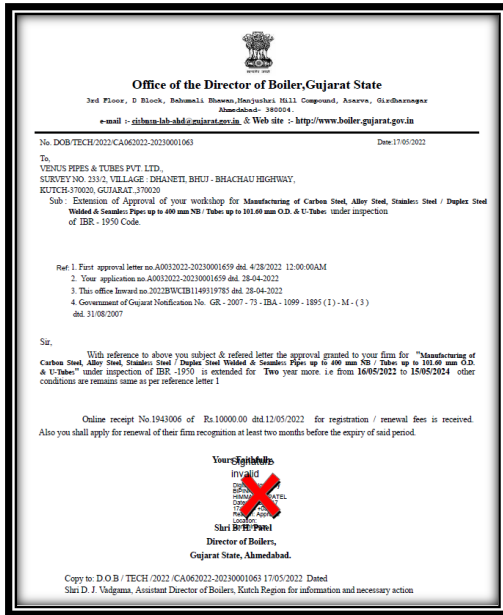 Office of the Director of Boiler,Gujarat State
3rd Floor, D Block, Bahumali Bhawan,Manjushri Mill Compound, Asarva, Girdharnagar
Ahmedabad- 380004.
e-mail :- cisbusu-lab-ahd@gujarat.gov.in & Web site :- http://www.boiler.gujarat.gov.in
No. DOB/TECH/2022/CA062022-20230001063 Date:17/05/2022
To,
VENUS PIPES & TUBES PVT. LTD.,
SURVEY NO. 233/2, VILLAGE : DHANETI, BHUJ - BHACHAU HIGHWAY,
KUTCH-370020, GUJARAT.,370020
Sub : Extension of Approval of your workshop for Manufacturing of Carbon Steel, Alloy Steel, Stainless Steel / Duplex Steel
Welded & Seamless Pipes up to 400 mm NB / Tubes up to 101.60 mm O.D. & U-Tubes under inspection
of IBR - 1950 Code.
Ref: 1. First approval letter no.A0032022-20230001659 dtd. 4/28/2022 12:00:00AM
2. Your application no.A0032022-20230001659 dtd. 28-04-2022
3. This office Inward no.2022BWCIB1149319785 dtd. 28-04-2022
4. Government of Gujarat Notification No. GR - 2007 - 73 - IBA - 1099 - 1895 ( I ) - M - ( 3 )
dtd. 31/08/2007
Sir,
With reference to above you subject & refered letter the approval granted to your firm for "Manufacturing of
Carbon Steel, Alloy Steel, Stainless Steel / Duplex Steel Welded & Seamless Pipes up to 400 mm NB / Tubes up to 101.60 mm O.D.
& U-Tubes" under inspection of IBR -1950 is extended for Two year more. i.e from 16/05/2022 to 15/05/2024 other
conditions are remains same as per reference letter 1
Online receipt No.1943006 of Rs.10000.00 dtd.12/05/2022 for registration / renewal fees is received.
Also you shall apply for renewal of their firm recognition at least two months before the expiry of said period.
Yours Faithfully,
Signature
invalid
Location:
Shri B. H. Patel
Director of Boilers,
Gujarat State, Ahmedabad.
Copy to: D.O.B / TECH /2022 /CA062022-20230001063 17/05/2022 Dated
Shri D. J. Vadgama, Assistant Director of Boilers, Kutch Region for information and necessary action